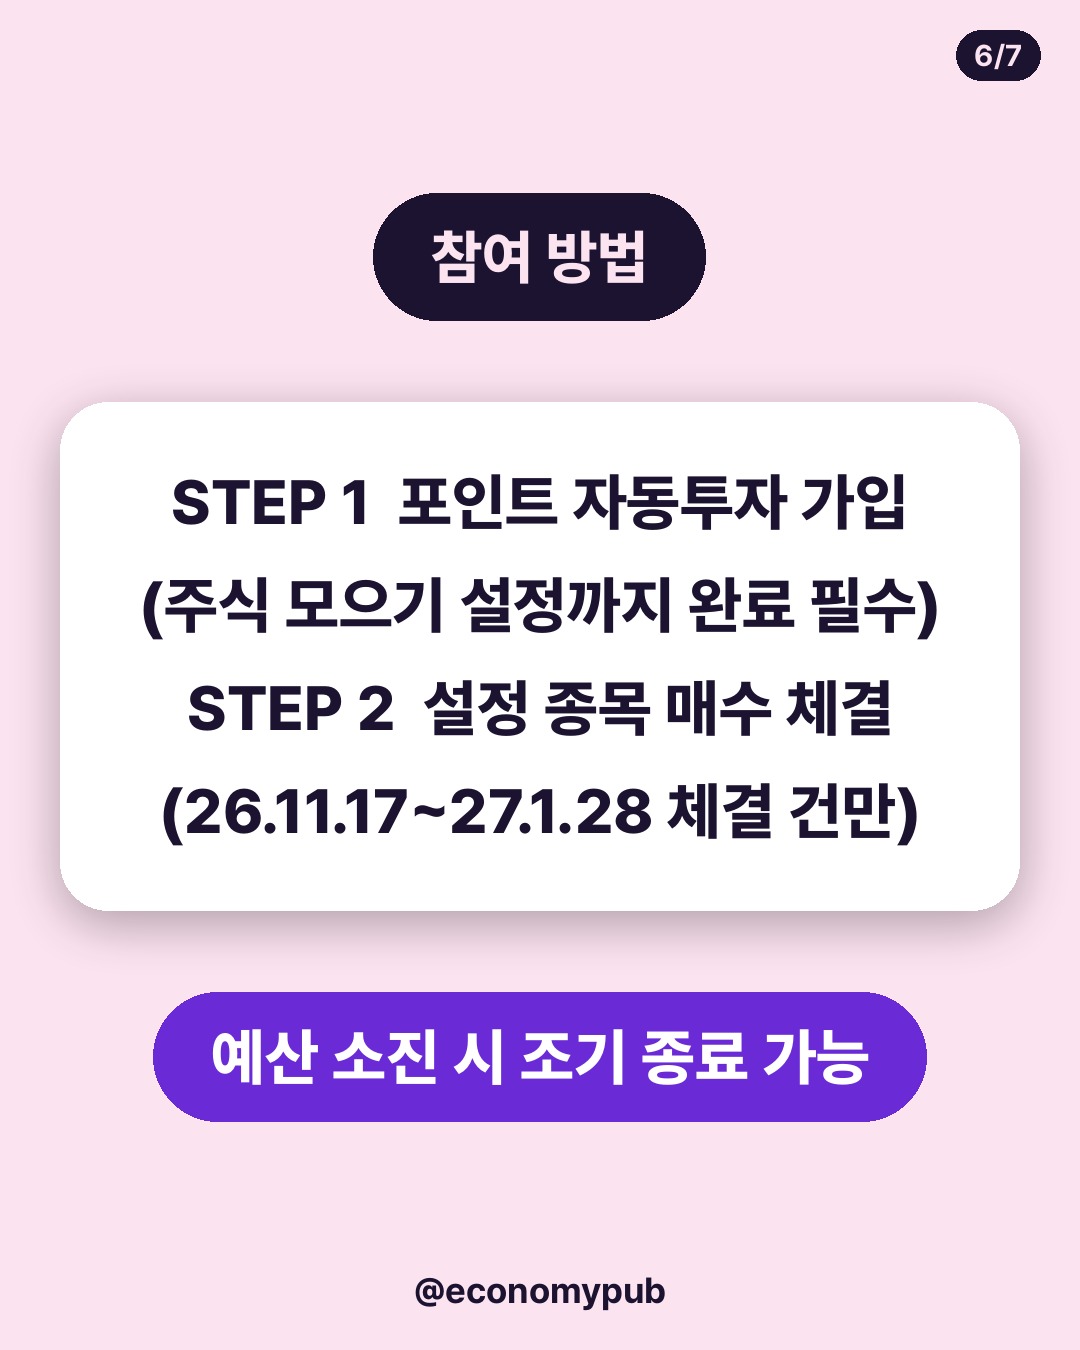 6/7
참여 방법
STEP 1 포인트 자동투자 가입
(주식 모으기 설정까지 완료 필수)
STEP 2 설정 종목 매수 체결
(26.11.17~27.1.28 체결 건만)
예산 소진 시 조기 종료 가능
@economypub